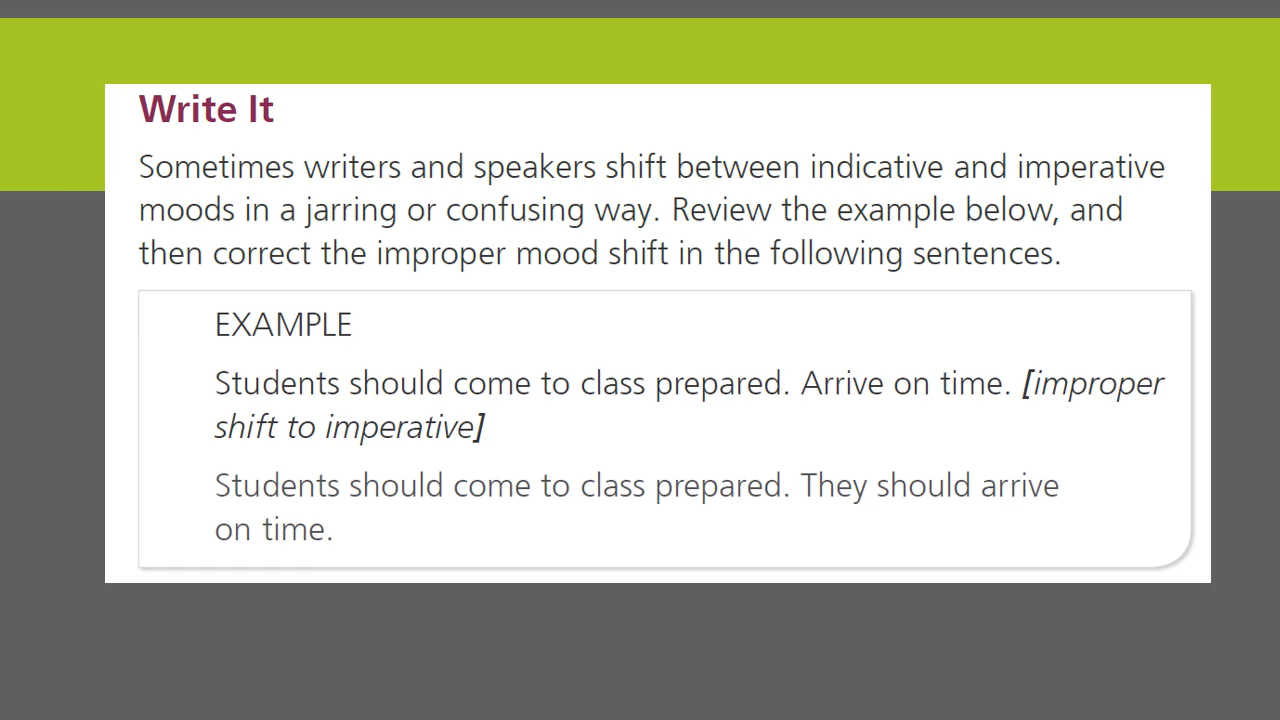 Write It
Sometimes writers and speakers shift between indicative and imperative
moods in a jarring or confusing way. Review the example below, and
then correct the improper mood shift in the following sentences.
EXAMPLE
Students should come to class prepared. Arrive on time. [improper
shift to imperative]
Students should come to class prepared. They should arrive
on time.